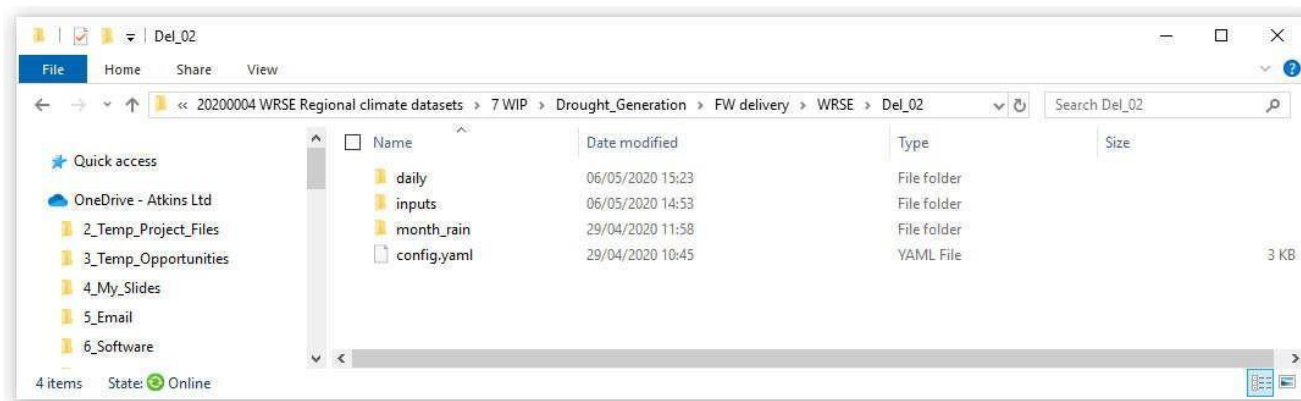 Del_02
File Home Share View
« 20200004 WRSE Regional climate datasets › 7 WIP › Drought_Generation › FW delivery › WRSE › Del_02 Search Del_02
Name Date modified Type Size
Quick access
daily 06/05/2020 15:23 File folder
OneDrive - Atkins Ltd
inputs 06/05/2020 14:53 File folder
2_Temp_Project_Files
month_rain 29/04/2020 11:58 File folder
3_Temp_Opportunities
config.yaml 29/04/2020 10:45 YAML File 3 KB
4_My_Slides
5_Email
6_Software
4 items State: Online